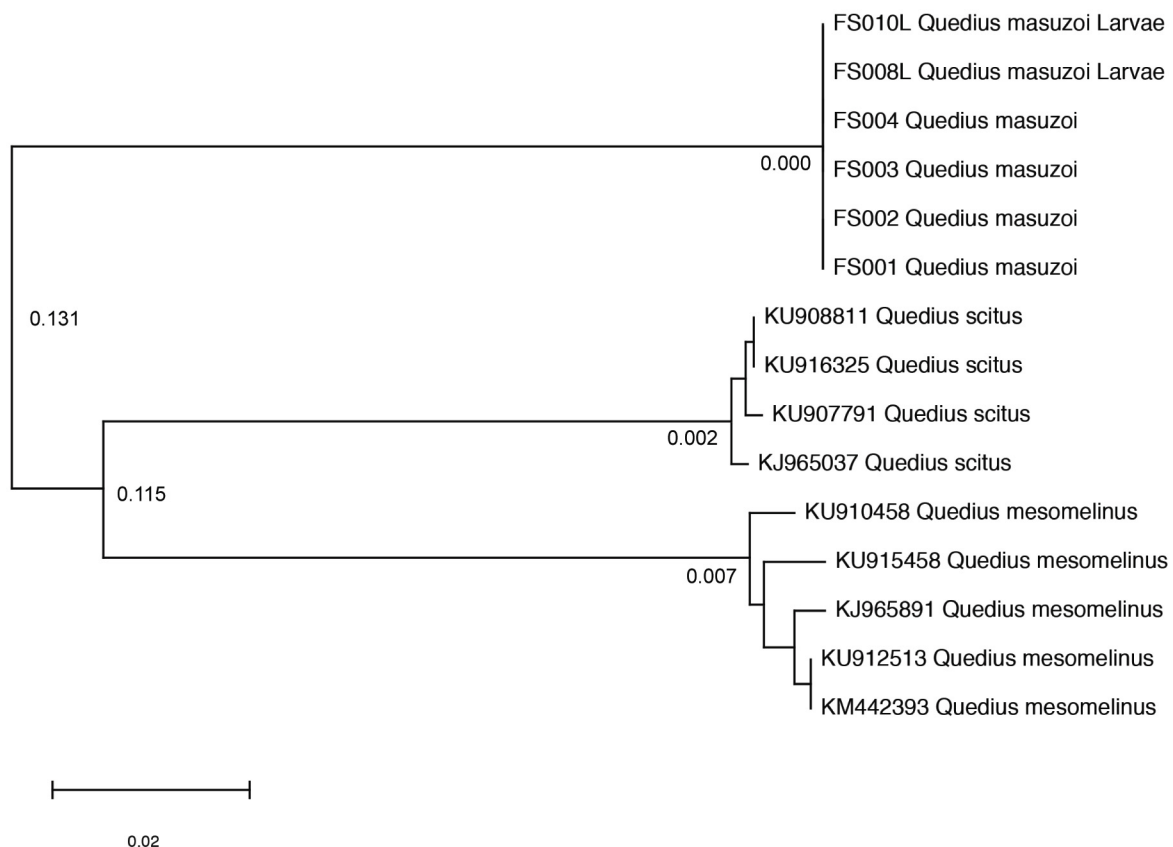 FS010L Quedius masuzoi Larvae
FS008L Quedius masuzoi Larvae
FS004 Quedius masuzoi
0.000
FS003 Quedius masuzoi
FS002 Quedius masuzoi
FS001 Quedius masuzoi
0.131
KU908811 Quedius scitus
KU916325 Quedius scitus
KU907791 Quedius scitus
0.002
KJ965037 Quedius scitus
0.115
KU910458 Quedius mesomelinus
KU915458 Quedius mesomelinus
0.007
KJ965891 Quedius mesomelinus
KU912513 Quedius mesomelinus
KM442393 Quedius mesomelinus
0.02